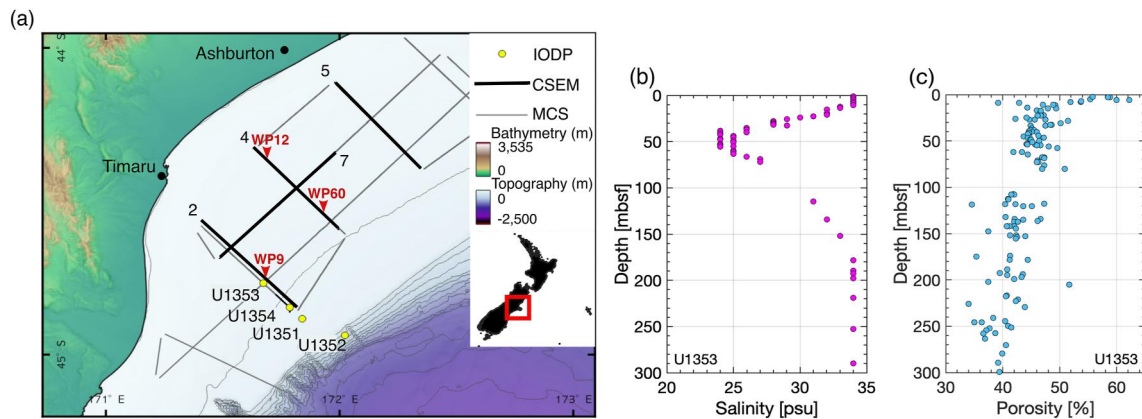 (a)
44° S
Ashburton
5
4
WP12
7
Timaru
WP60
2
WP9
U1353
U1354
U1351
U1352
45° S
171° E
172° E
173° E
IODP
CSEM
MCS
Bathymetry (m)
3,535
0
Topography (m)
0
-2,500
(b)
0
50
100
150
200
250
300
Depth [mbsf]
U1353
20 25 30 35
Salinity [psu]
(c)
0
50
100
150
200
250
300
Depth [mbsf]
U1353
30 40 50 60
Porosity [%]